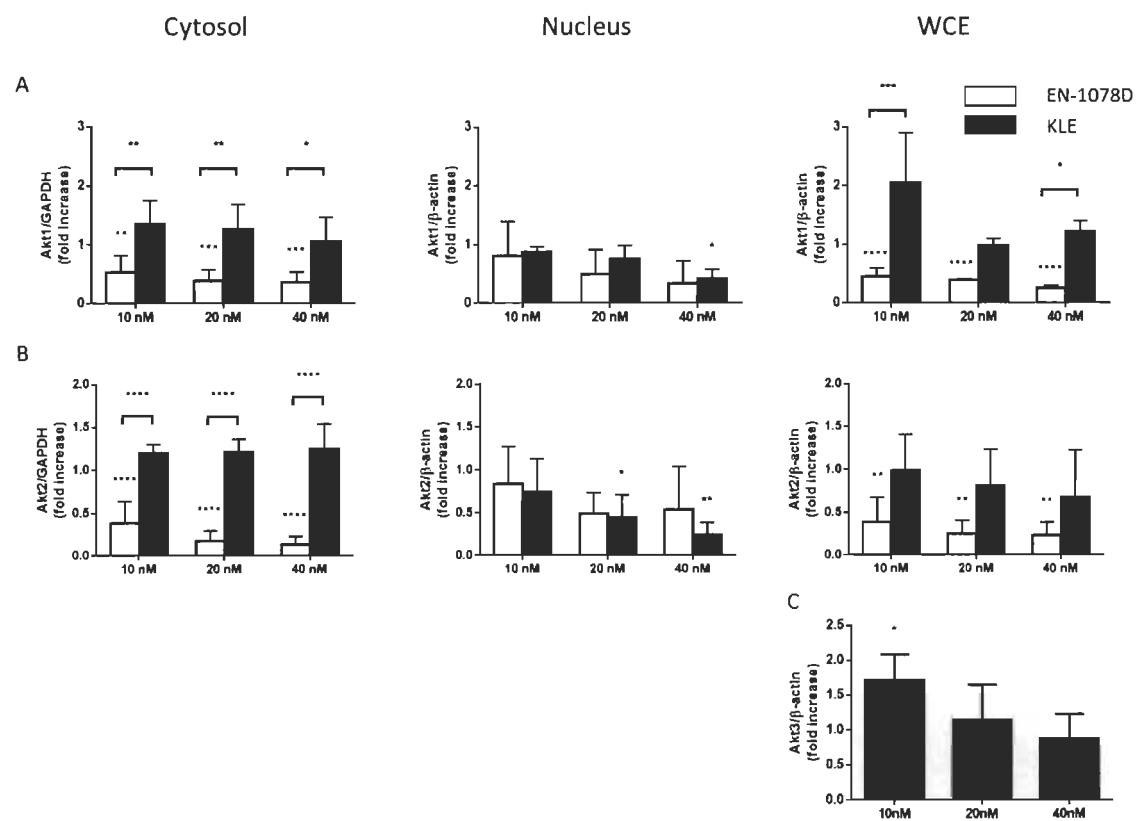 Cytosol
Nucleus
WCE
A
EN-1078D
KLE
Akt1/GAPDH
(fold increaase)
3
2
1
0
**
**
*
**
***
***
10 nM
20 nM
40 nM
Akt1/β-actin
(fold increase)
3
2
1
0
*
10 nM
20 nM
40 nM
Akt1/β-actin
(fold increase)
3
2
1
0
***
*
****
****
****
10 nM
20 nM
40 nM
B
Akt2/GAPDH
(fold increase)
2.0
1.5
1.0
0.5
0.0
****
****
****
****
****
****
10 nM
20 nM
40 nM
Akt2/β-actin
(fold increase)
2.0
1.5
1.0
0.5
0.0
*
**
10 nM
20 nM
40 nM
Akt2/β-actin
(fold increase)
2.0
1.5
1.0
0.5
0.0
**
**
**
10 nM
20 nM
40 nM
C
Akt3/β-actin
(fold increase)
2.5
2.0
1.5
1.0
0.5
0.0
*
10nM
20nM
40nM